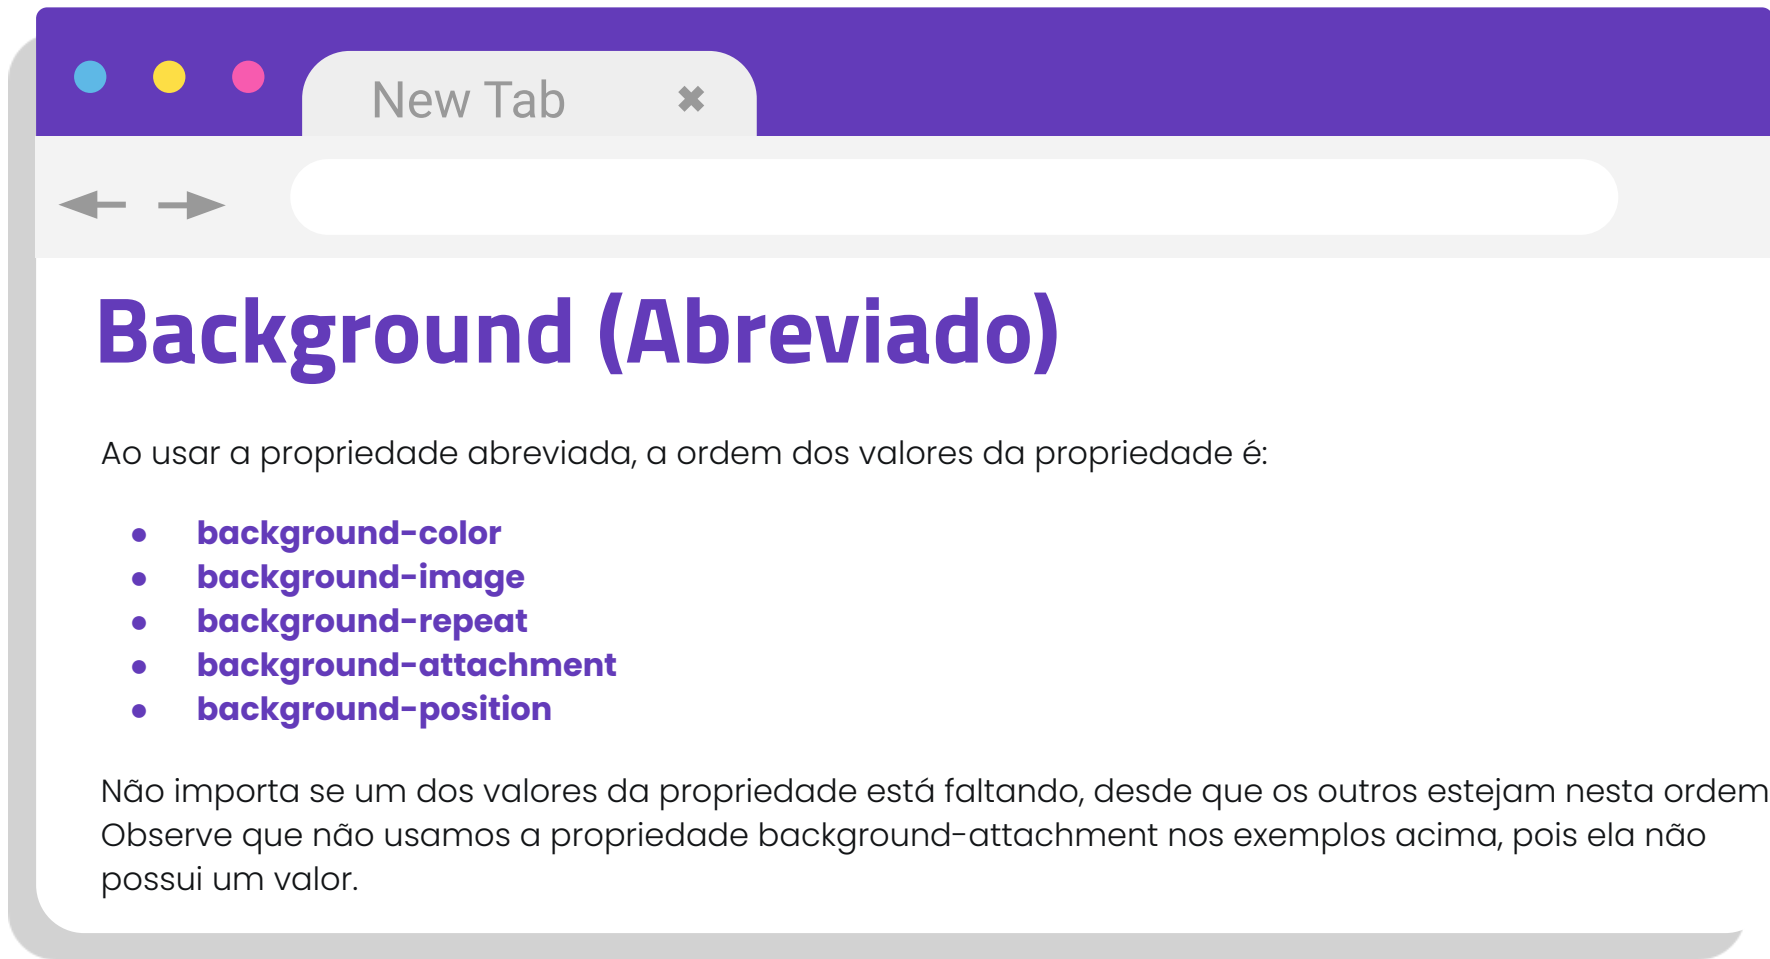 New Tab ✖
Background (Abreviado)
Ao usar a propriedade abreviada, a ordem dos valores da propriedade é:
● background-color
● background-image
● background-repeat
● background-attachment
● background-position
Não importa se um dos valores da propriedade está faltando, desde que os outros estejam nesta ordem
Observe que não usamos a propriedade background-attachment nos exemplos acima, pois ela não
possui um valor.